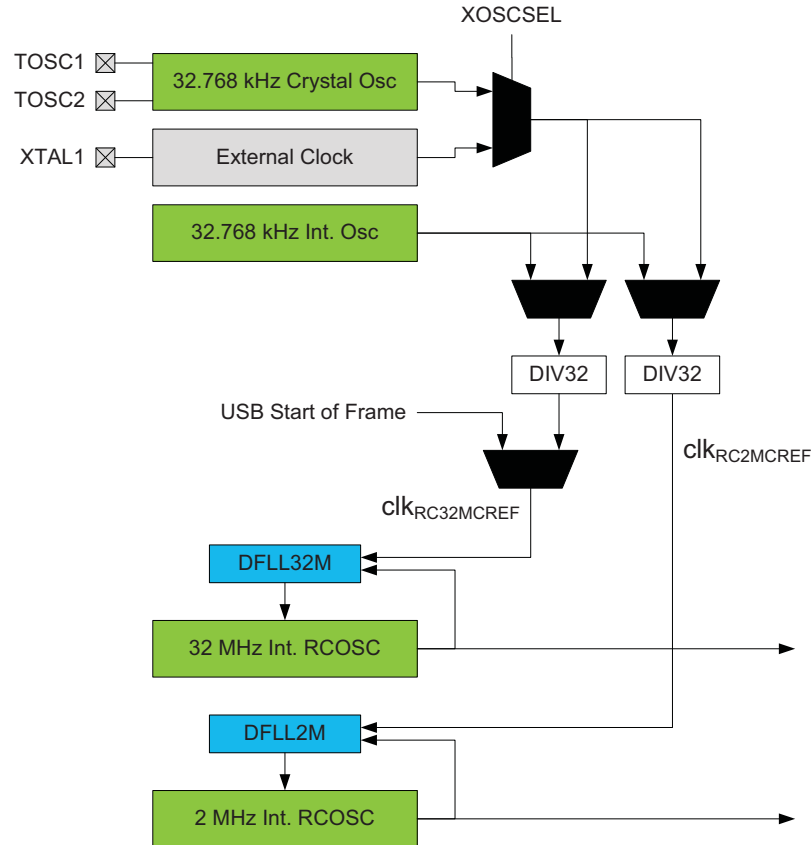 XOSCSEL
TOSC1
32.768 kHz Crystal Osc
TOSC2
XTAL1
External Clock
32.768 kHz Int. Osc
DIV32
DIV32
USB Start of Frame
clkRC2MCREF
clkRC32MCREF
DFLL32M
32 MHz Int. RCOSC
DFLL2M
2 MHz Int. RCOSC